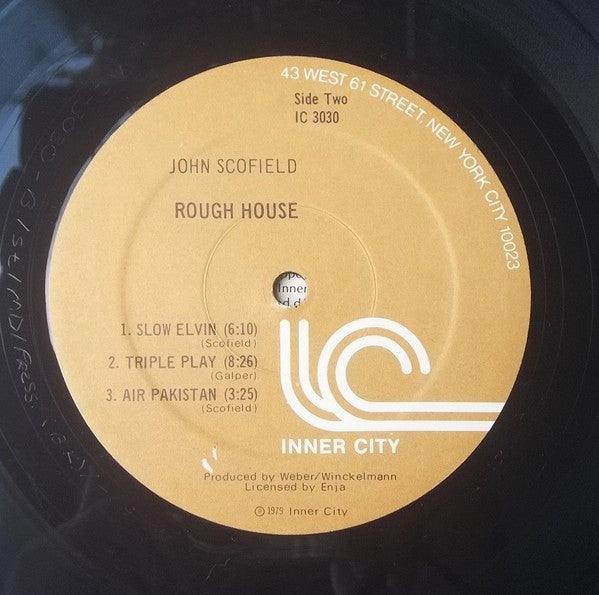 43 WEST 61 STREET, NEW YORK CITY 10023
Side Two
IC 3030
JOHN SCOFIELD
ROUGH HOUSE
Inner
1. SLOW ELVIN (6:10)
(Scofield)
2. TRIPLE PLAY (8:26)
(Galper)
3. AIR PAKISTAN (3:25)
(Scofield)
INNER CITY
Produced by Weber/Winckelmann
Licensed by Enja
℗ 1979 Inner City